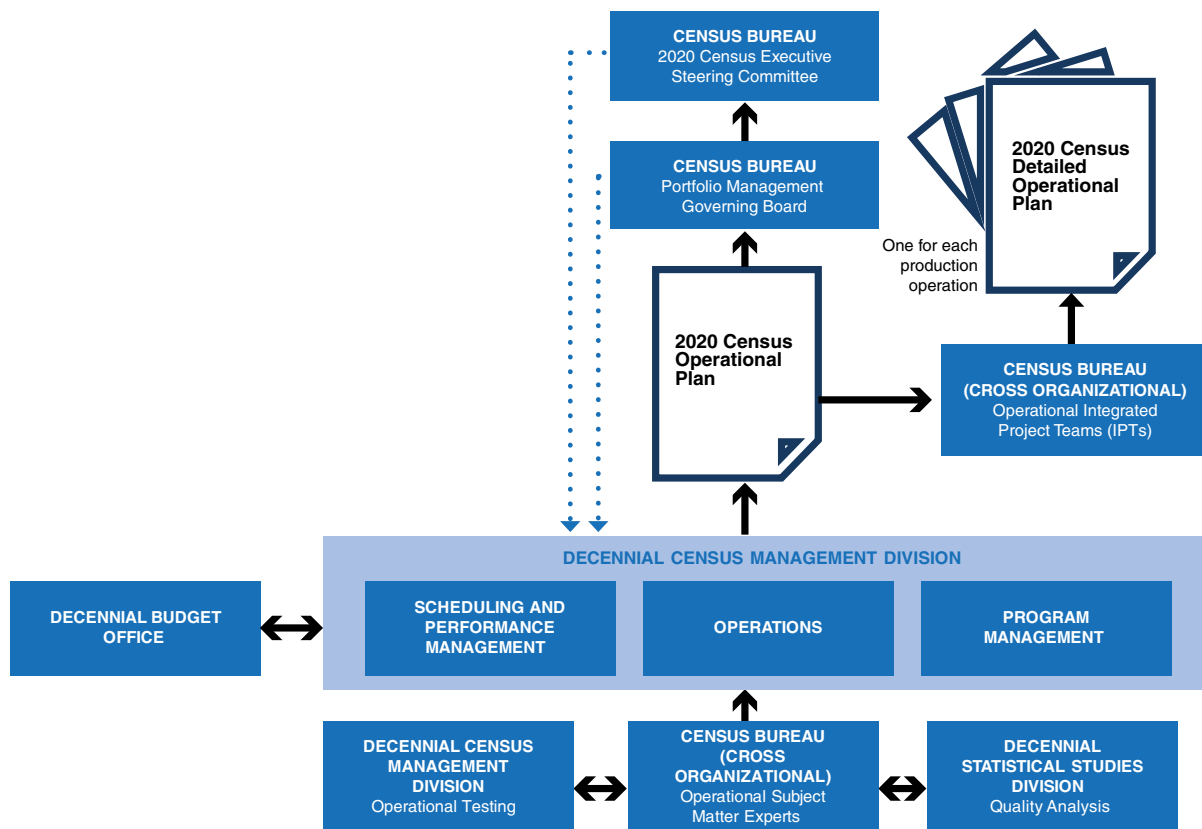 CENSUS BUREAU
2020 Census Executive
Steering Committee
CENSUS BUREAU
Portfolio Management
Governing Board
2020 Census
Detailed
Operational
Plan
One for each
production
operation
2020 Census
Operational
Plan
CENSUS BUREAU
(CROSS ORGANIZATIONAL)
Operational Integrated
Project Teams (IPTs)
DECENNIAL CENSUS MANAGEMENT DIVISION
DECENNIAL BUDGET
OFFICE
SCHEDULING AND
PERFORMANCE
MANAGEMENT
OPERATIONS
PROGRAM
MANAGEMENT
DECENNIAL CENSUS
MANAGEMENT
DIVISION
Operational Testing
CENSUS BUREAU
(CROSS
ORGANIZATIONAL)
Operational Subject
Matter Experts
DECENNIAL
STATISTICAL STUDIES
DIVISION
Quality Analysis